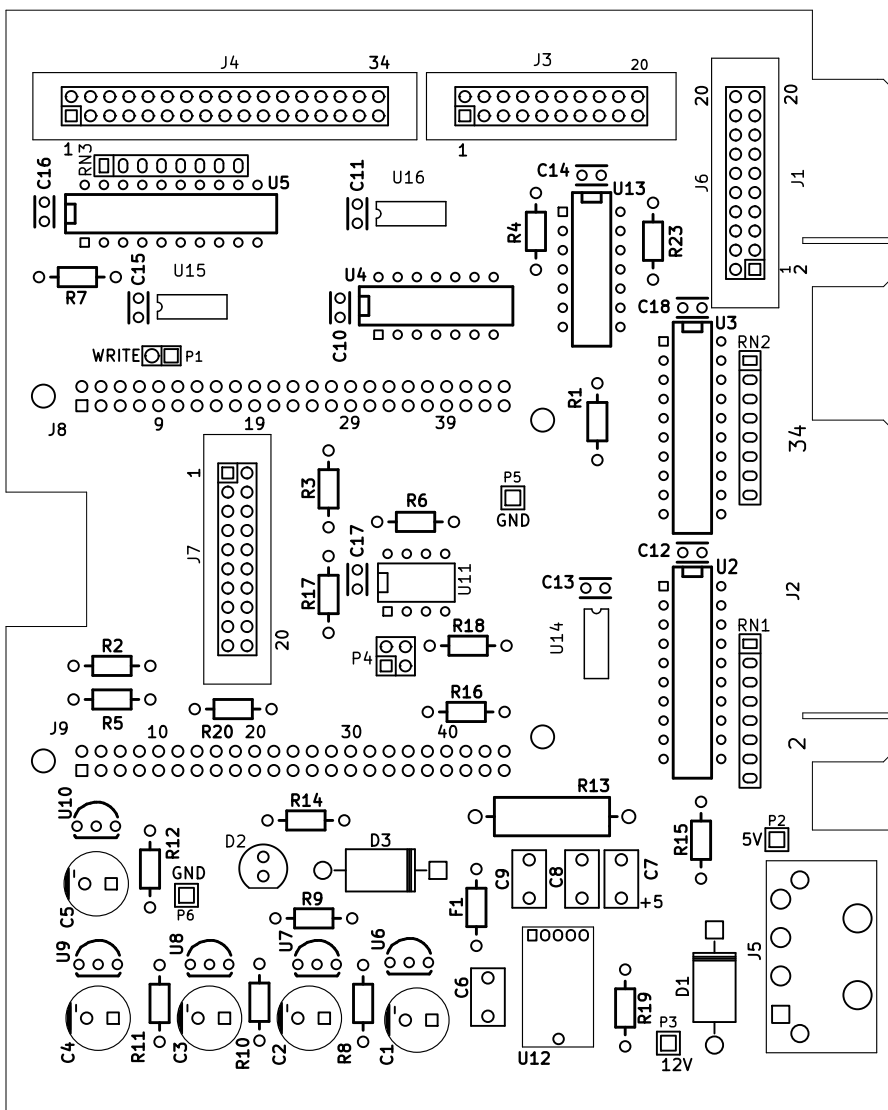 J4
34
J3
20
20
20
J6
J1
1
2
1
1
RN3
C16
U5
C11
U16
C14
U13
R4
R23
R7
C15
U15
U4
C10
C18
U3
RN2
WRITE
P1
J8
9
19
29
39
R1
34
1
J7
20
R3
R6
P5
GND
C17
R17
U11
C13
U14
C12
U2
J2
RN1
R2
R5
P4
R18
R16
R20
J9
10
20
30
40
2
U10
R12
R14
D2
D3
R13
R15
P2
5V
C5
GND
P6
R9
F1
C9
C8
C7
+5
U9
U8
U7
U6
C6
D1
J5
C4
R11
C3
R10
C2
R8
C1
U12
R19
P3
12V